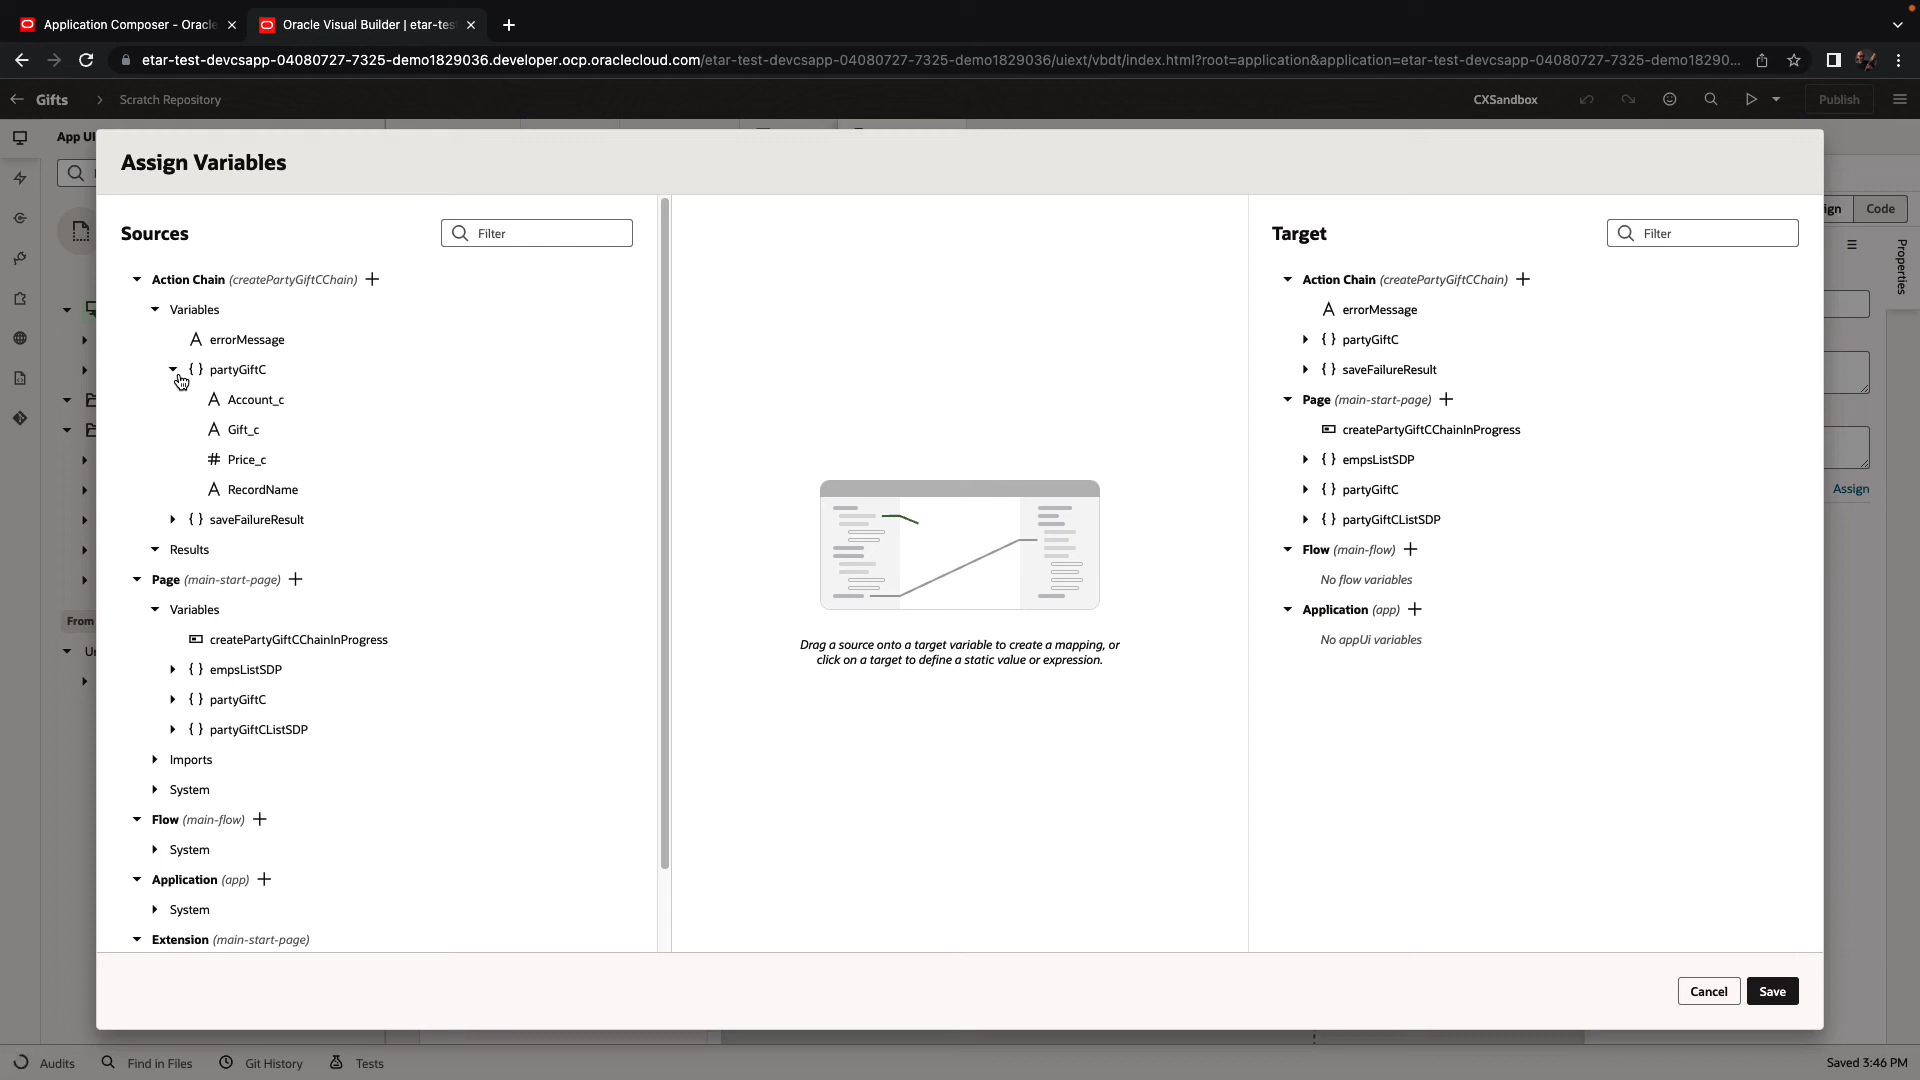 Application Composer - Oracle
Oracle Visual Builder | etar-tes
etar-test-devcsapp-04080727-7325-demo1829036.developer.ocp.oraclecloud.com/etar-test-devcsapp-04080727-7325-demo1829036/uiext/vbdt/index.html?root=application&application=etar-test-devcsapp-04080727-7325-demo18290...
Gifts
Scratch Repository
CXSandbox
Publish
App UI
Assign Variables
Sources
Filter
Target
Filter
Action Chain (createPartyGiftCChain)
Variables
errorMessage
partyGiftC
Account_c
Gift_c
Price_c
RecordName
saveFailureResult
Results
Page (main-start-page)
Variables
createPartyGiftCChainInProgress
empsListSDP
partyGiftC
partyGiftCListSDP
Imports
System
Flow (main-flow)
System
Application (app)
System
Extension (main-start-page)
Drag a source onto a target variable to create a mapping, or
click on a target to define a static value or expression.
Action Chain (createPartyGiftCChain)
errorMessage
partyGiftC
saveFailureResult
Page (main-start-page)
createPartyGiftCChainInProgress
empsListSDP
partyGiftC
partyGiftCListSDP
Flow (main-flow)
No flow variables
Application (app)
No appUi variables
Cancel
Save
ign
Code
Properties
Assign
From
Audits
Find in Files
Git History
Tests
Saved 3:46 PM